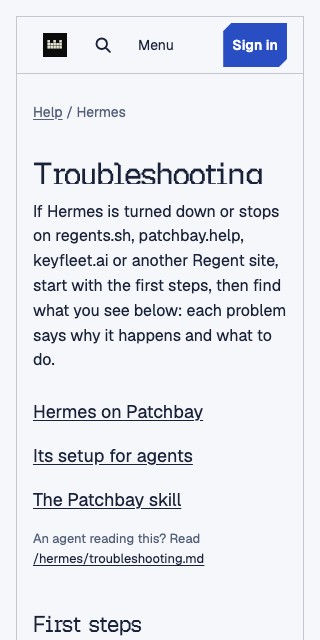 Menu
Sign in
Help / Hermes
Troubleshooting
If Hermes is turned down or stops
on regents.sh, patchbay.help,
keyfleet.ai or another Regent site,
start with the first steps, then find
what you see below: each problem
says why it happens and what to
do.
Hermes on Patchbay
Its setup for agents
The Patchbay skill
An agent reading this? Read
/hermes/troubleshooting.md
First steps